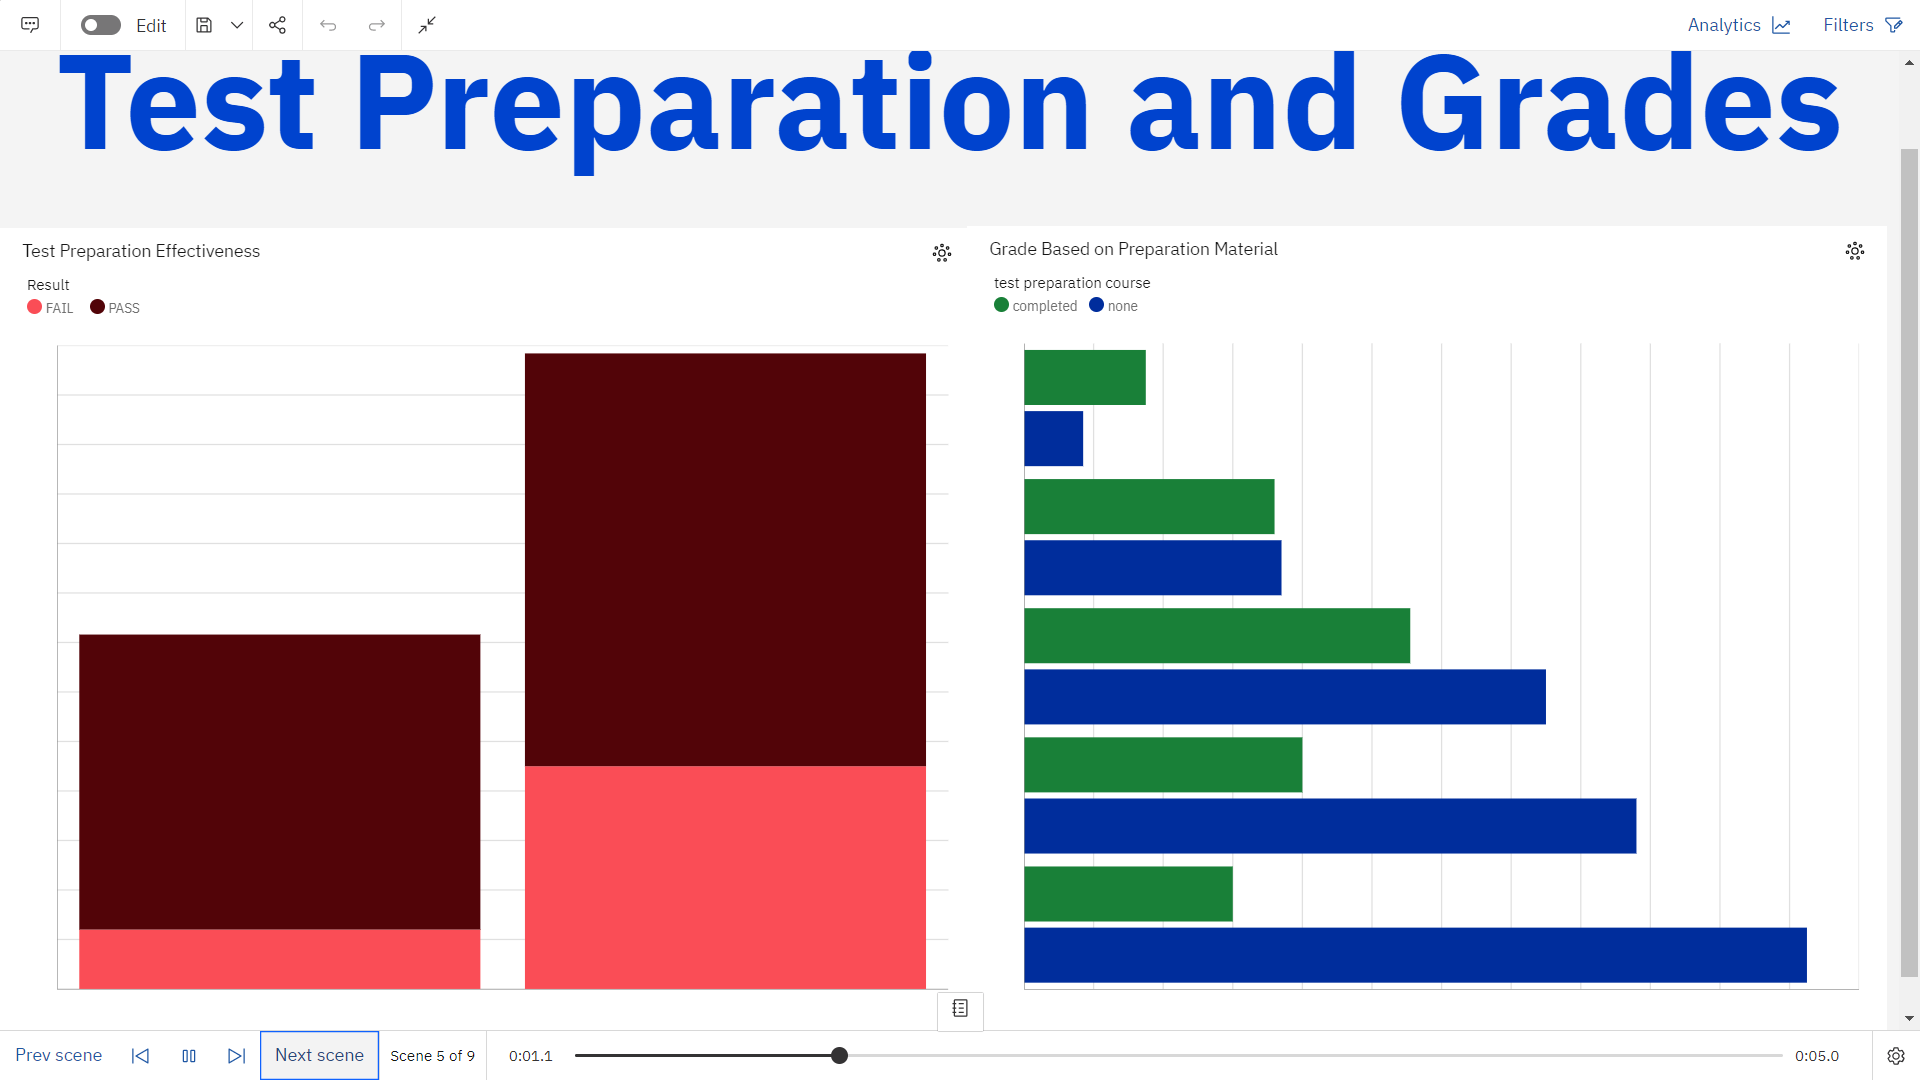 Edit
Analytics
Filters
Test Preparation and Grades
Test Preparation Effectiveness
Result
FAIL PASS
Grade Based on Preparation Material
test preparation course
completed none
Prev scene
Next scene
Scene 5 of 9
0:01.1
0:05.0